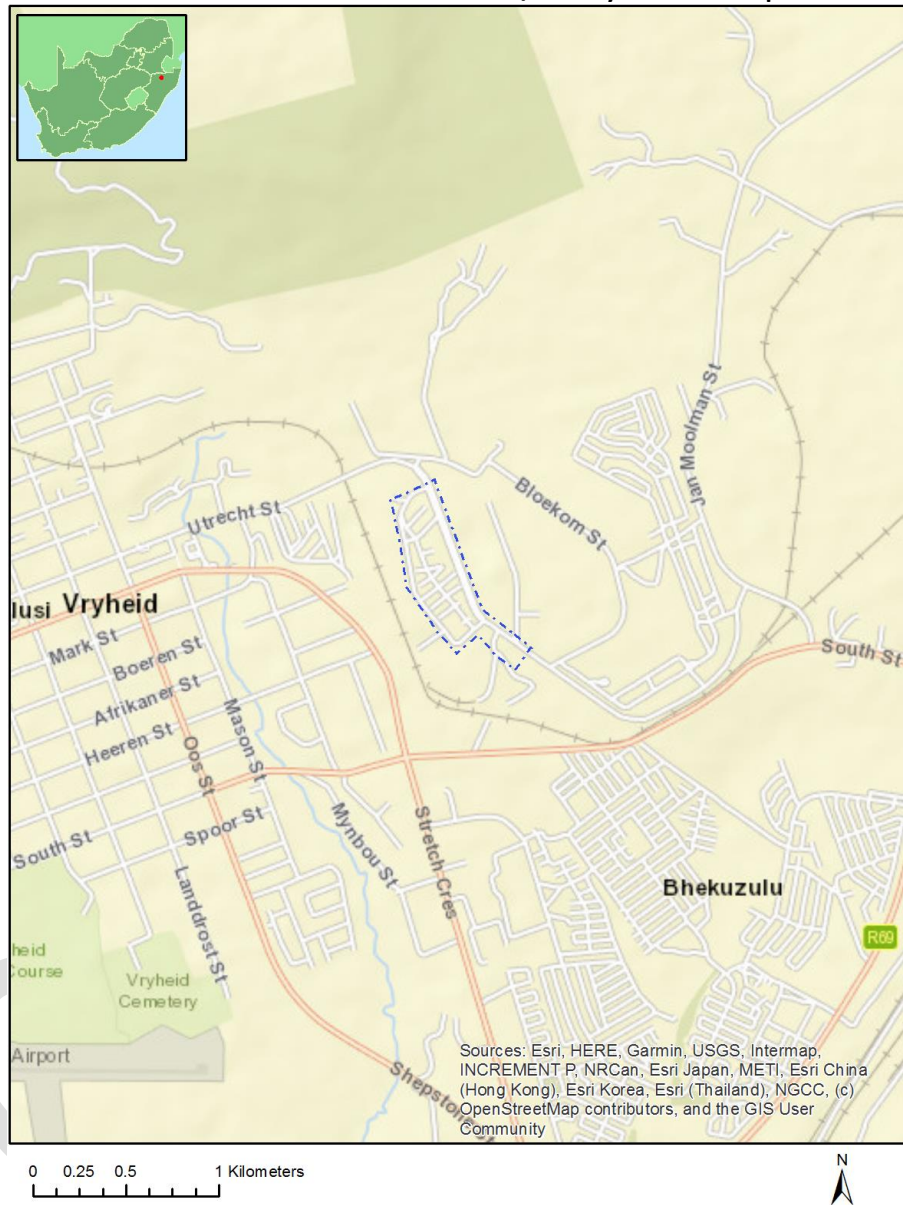 Jan Moolman St
Bloekom St
Utrecht St
lusi Vryheid
Mark St
Boeren St
South St
Afrikaner St
Mason St
Heeren St
Oos St
Spoor St
Mynbou St
Stretch Cres
South St
Landdrost St
Bhekuzulu
R69
heid
Course
Vryheid
Cemetery
Airport
Sources: Esri, HERE, Garmin, USGS, Intermap,
INCREMENT P, NRCan, Esri Japan, METI, Esri China
(Hong Kong), Esri Korea, Esri (Thailand), NGCC, (c)
OpenStreetMap contributors, and the GIS User
Community
0 0.25 0.5 1 Kilometers
N